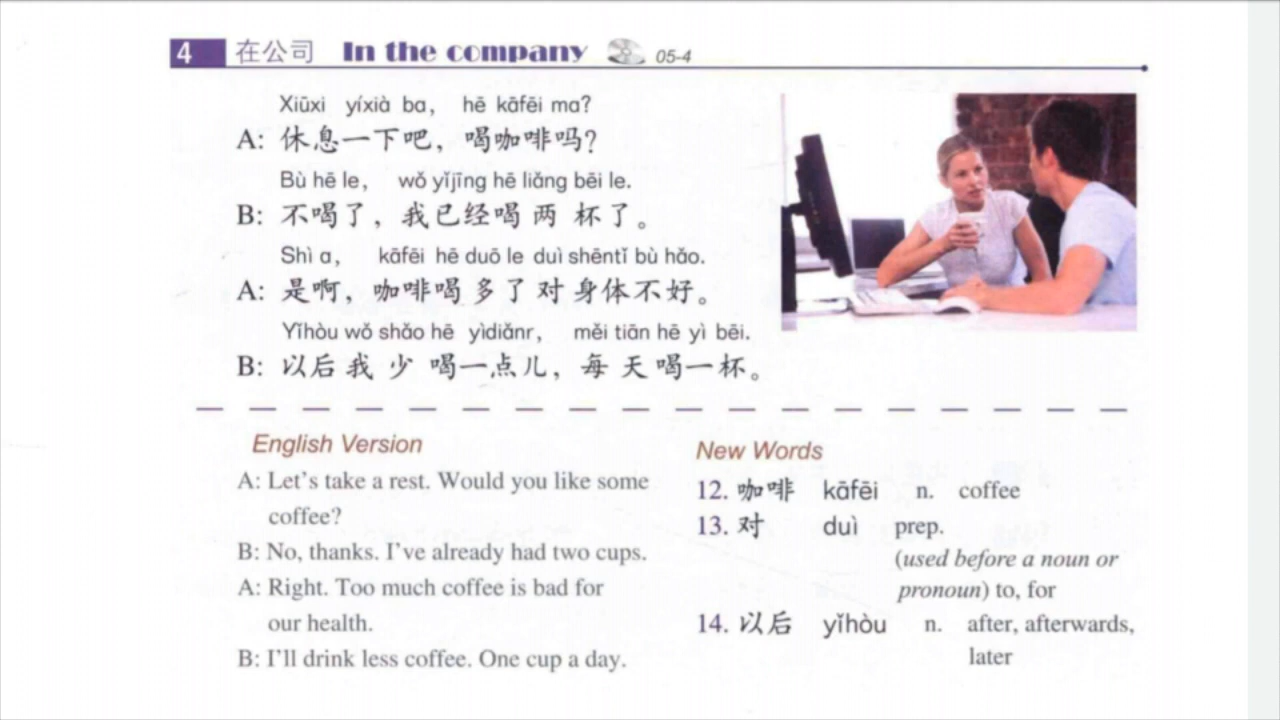 4 在公司 In the company 05-4
Xiūxi yíxià ba, hē kāfēi ma?
A: 休息一下吧，喝咖啡吗？
Bù hē le, wǒ yǐjīng hē liǎng bēi le.
B: 不喝了，我已经喝两杯了。
Shì a, kāfēi hē duō le duì shēntǐ bù hǎo.
A: 是啊，咖啡喝多了对身体不好。
Yǐhòu wǒ shǎo hē yìdiǎnr, měi tiān hē yì bēi.
B: 以后我少喝一点儿，每天喝一杯。
English Version
A: Let's take a rest. Would you like some
coffee?
B: No, thanks. I've already had two cups.
A: Right. Too much coffee is bad for
our health.
B: I'll drink less coffee. One cup a day.
New Words
12. 咖啡 kāfēi n. coffee
13. 对 duì prep.
(used before a noun or
pronoun) to, for
14. 以后 yǐhòu n. after, afterwards,
later